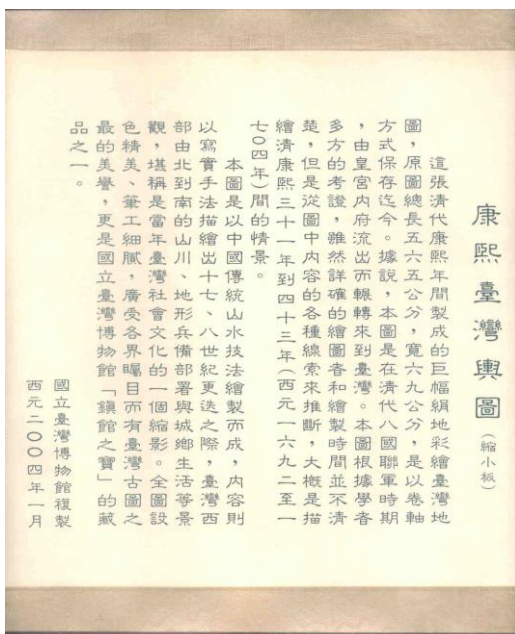 康熙臺灣輿圖（縮小板）
這張清代康熙年間製成的巨幅絹地彩繪臺灣地
圖，原圖總長五六五公分，寬六九公分，是以卷軸
方式保存迄今。據說，本圖是在清代八國聯軍時期
，由皇宮內府流出而輾轉來到臺灣。本圖根據學者
多方的考證，雖然詳確的繪圖者和繪製時間並不清
楚，但是從圖中內容的各種線索來推斷，大概是描
繪清康熙三十一年到四十三年（西元一六九二至一
七○四年）間的情景。
本圖是以中國傳統山水技法繪製而成，內容則
以寫實手法描繪出十七、八世紀更迭之際，臺灣西
部由北到南的山川、地形兵備部署與城鄉生活等景
觀，堪稱是當年臺灣社會文化的一個縮影。全圖設
色精美、筆工細膩，廣受各界矚目而有臺灣古圖之
最的美譽，更是國立臺灣博物館「鎮館之寶」的藏
品之一。
國立臺灣博物館複製
西元二○○四年一月